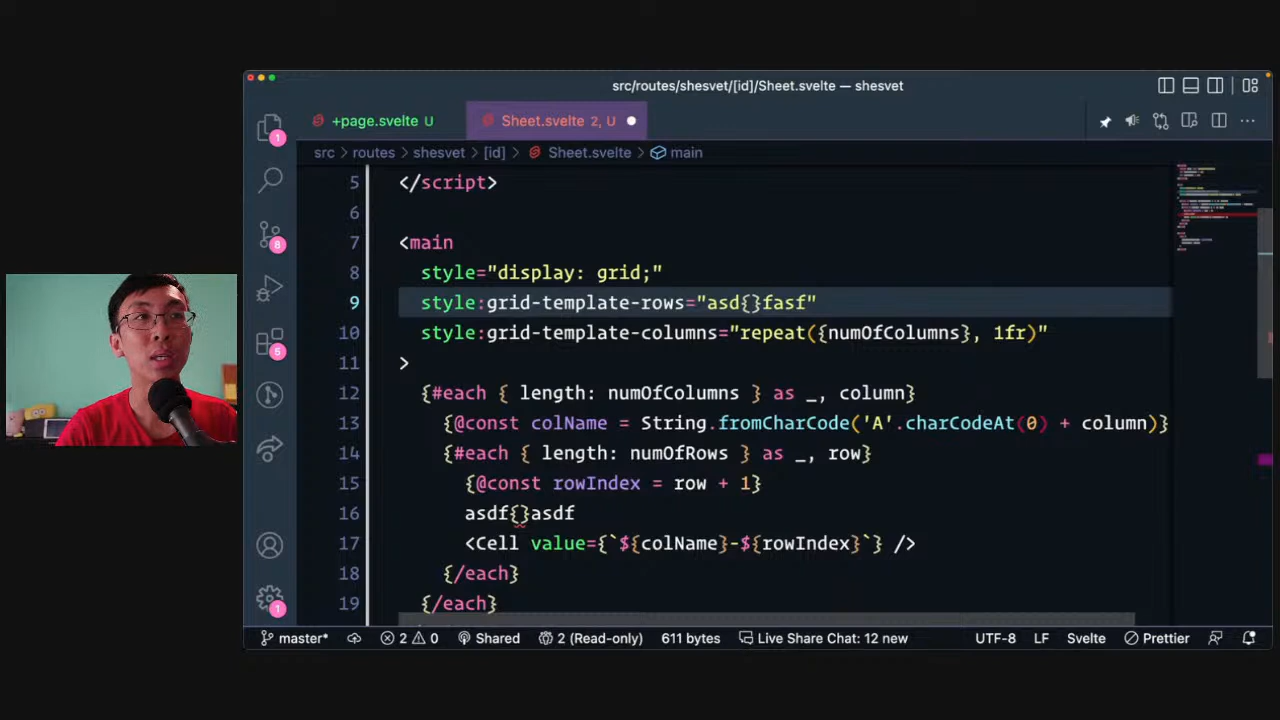 src/routes/shesvet/[id]/Sheet.svelte — shesvet
+page.svelte U
Sheet.svelte 2, U
src > routes > shesvet > [id] > Sheet.svelte > main
5 </script>
6
7 <main
8 style="display: grid;"
9 style:grid-template-rows="asd{}fasf"
10 style:grid-template-columns="repeat({numOfColumns}, 1fr)"
11 >
12 {#each { length: numOfColumns } as _, column}
13 {@const colName = String.fromCharCode('A'.charCodeAt(0) + column)}
14 {#each { length: numOfRows } as _, row}
15 {@const rowIndex = row + 1}
16 asdf{}asdf
17 <Cell value={`${colName}-${rowIndex}`} />
18 {/each}
19 {/each}
1
8
5
1
master* 2 0 Shared 2 (Read-only) 611 bytes Live Share Chat: 12 new UTF-8 LF Svelte Prettier